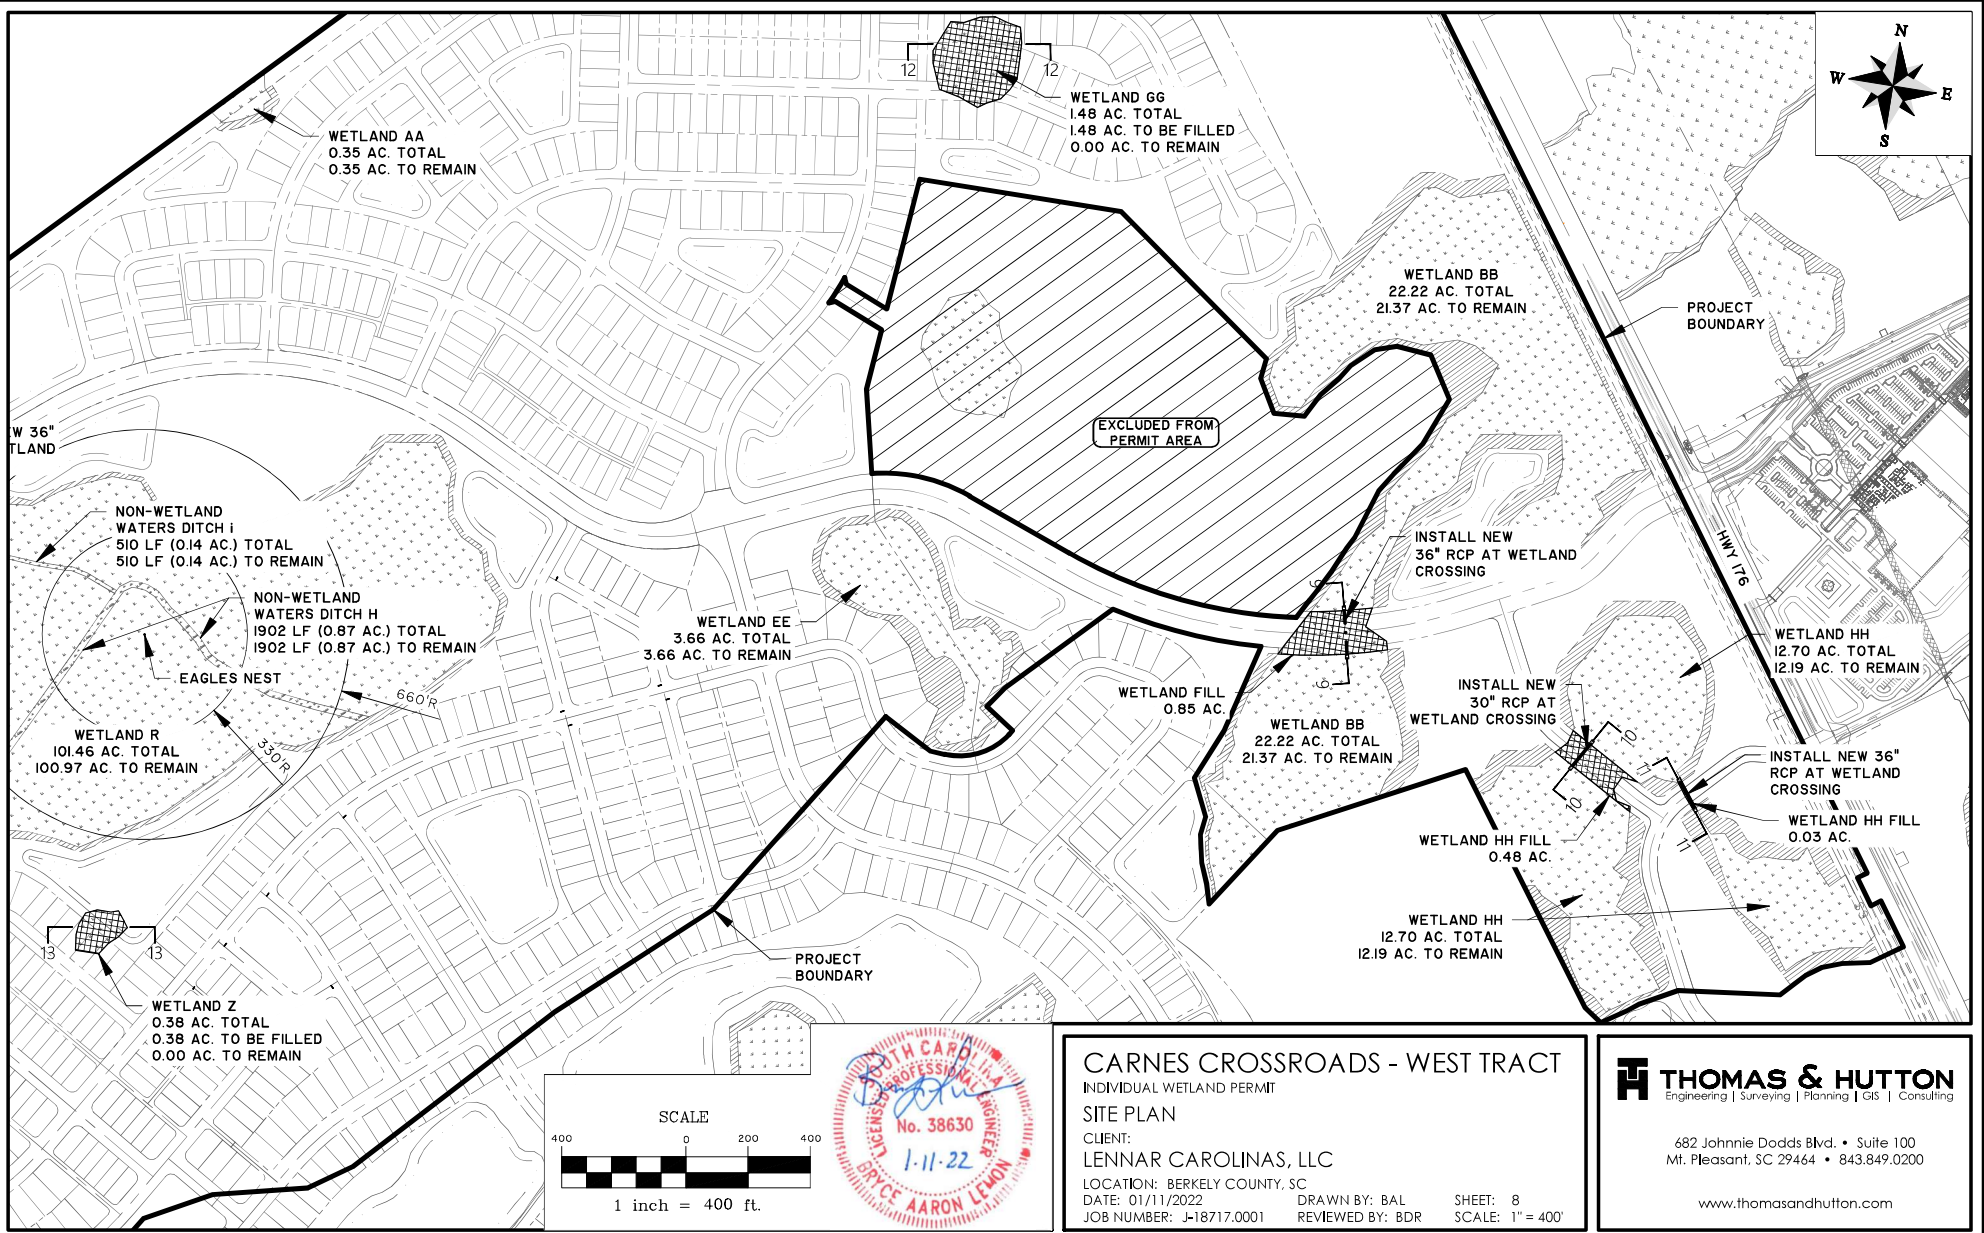 WETLAND AA
0.35 AC. TOTAL
0.35 AC. TO REMAIN
12
12
WETLAND GG
1.48 AC. TOTAL
1.48 AC. TO BE FILLED
0.00 AC. TO REMAIN
N
W
E
S
WETLAND BB
22.22 AC. TOTAL
21.37 AC. TO REMAIN
PROJECT
BOUNDARY
EXCLUDED FROM
PERMIT AREA
W 36"
TLAND
NON-WETLAND
WATERS DITCH i
510 LF (0.14 AC.) TOTAL
510 LF (0.14 AC.) TO REMAIN
NON-WETLAND
WATERS DITCH H
1902 LF (0.87 AC.) TOTAL
1902 LF (0.87 AC.) TO REMAIN
EAGLES NEST
660'R
330'R
WETLAND R
101.46 AC. TOTAL
100.97 AC. TO REMAIN
WETLAND EE
3.66 AC. TOTAL
3.66 AC. TO REMAIN
INSTALL NEW
36" RCP AT WETLAND
CROSSING
HWY 176
9
9
WETLAND FILL
0.85 AC.
WETLAND BB
22.22 AC. TOTAL
21.37 AC. TO REMAIN
WETLAND HH
12.70 AC. TOTAL
12.19 AC. TO REMAIN
INSTALL NEW
30" RCP AT
WETLAND CROSSING
10
10
11
11
INSTALL NEW 36"
RCP AT WETLAND
CROSSING
WETLAND HH FILL
0.03 AC.
WETLAND HH FILL
0.48 AC.
WETLAND HH
12.70 AC. TOTAL
12.19 AC. TO REMAIN
13
13
WETLAND Z
0.38 AC. TOTAL
0.38 AC. TO BE FILLED
0.00 AC. TO REMAIN
PROJECT
BOUNDARY
SCALE
400 0 200 400
1 inch = 400 ft.
SOUTH CAROLINA
LICENSED PROFESSIONAL ENGINEER
No. 38630
1-11-22
BRYCE AARON LEMON
CARNES CROSSROADS - WEST TRACT
INDIVIDUAL WETLAND PERMIT
SITE PLAN
CLIENT:
LENNAR CAROLINAS, LLC
LOCATION: BERKELY COUNTY, SC
DATE: 01/11/2022 DRAWN BY: BAL SHEET: 8
JOB NUMBER: J-18717.0001 REVIEWED BY: BDR SCALE: 1" = 400'
THOMAS & HUTTON
Engineering | Surveying | Planning | GIS | Consulting
682 Johnnie Dodds Blvd. • Suite 100
Mt. Pleasant, SC 29464 • 843.849.0200
www.thomasandhutton.com